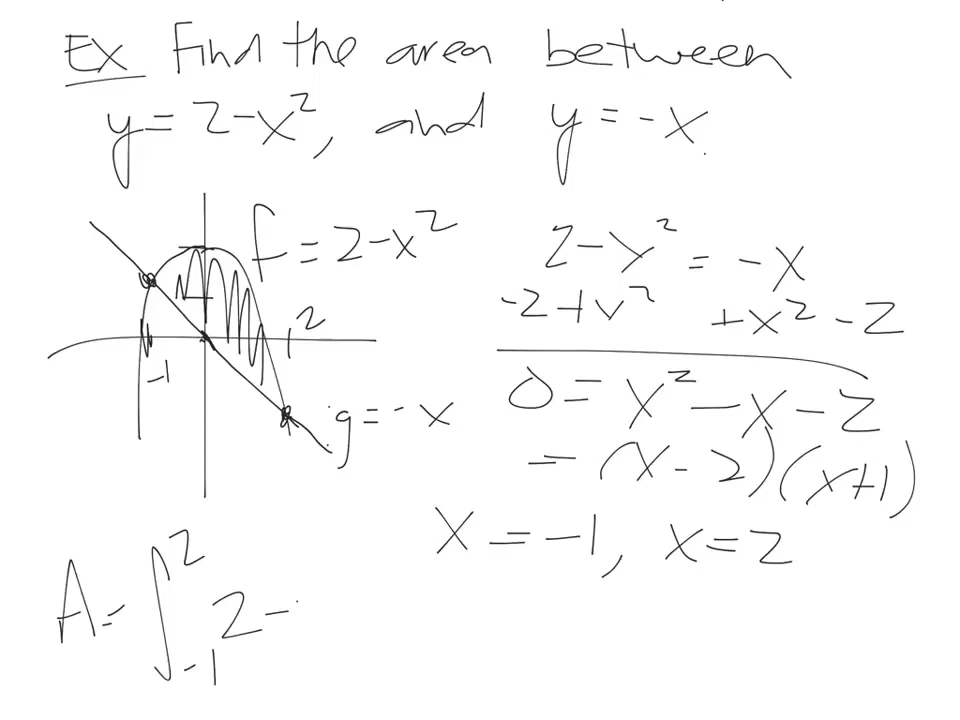 Ex Find the area between
y = 2-x², and y = -x.
f = 2-x²
2
-1
g = -x
2-x² = -x
-2+x² +x²-2
0 = x²-x-2
= (x-2)(x+1)
x = -1, x = 2
A = ∫₋₁² 2-